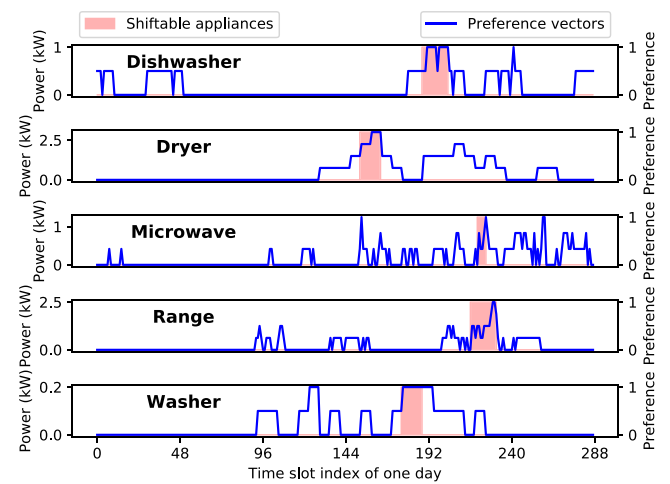 Shiftable appliances Preference vectors
Dishwasher
Power (kW)
1
0
1
0
Preference
Dryer
Power (kW)
2.5
0.0
1
0
Preference
Microwave
Power (kW)
1
0
1
0
Preference
Range
Power (kW)
2.5
0.0
1
0
Preference
Washer
Power (kW)
0.2
0.0
1
0
Preference
0 48 96 144 192 240 288
Time slot index of one day